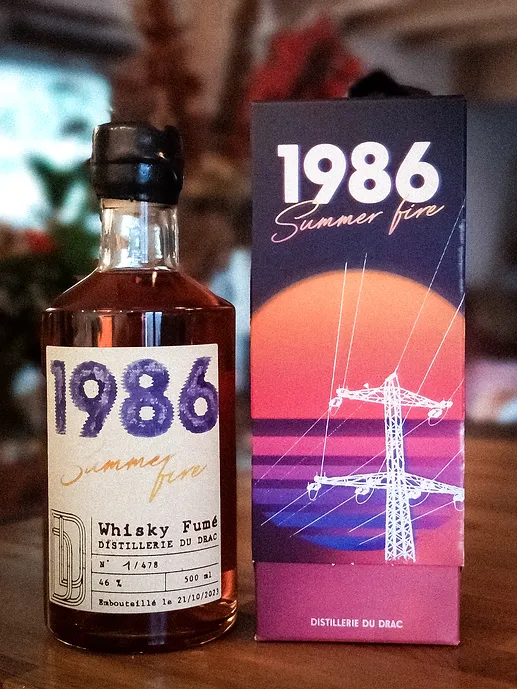 1986
Summer
fire
Whisky Fumé
DISTILLERIE DU DRAC
N° 1/478
46 %
500 ml
Embouteillé le 21/10/2023
1986
Summer fire
DISTILLERIE DU DRAC